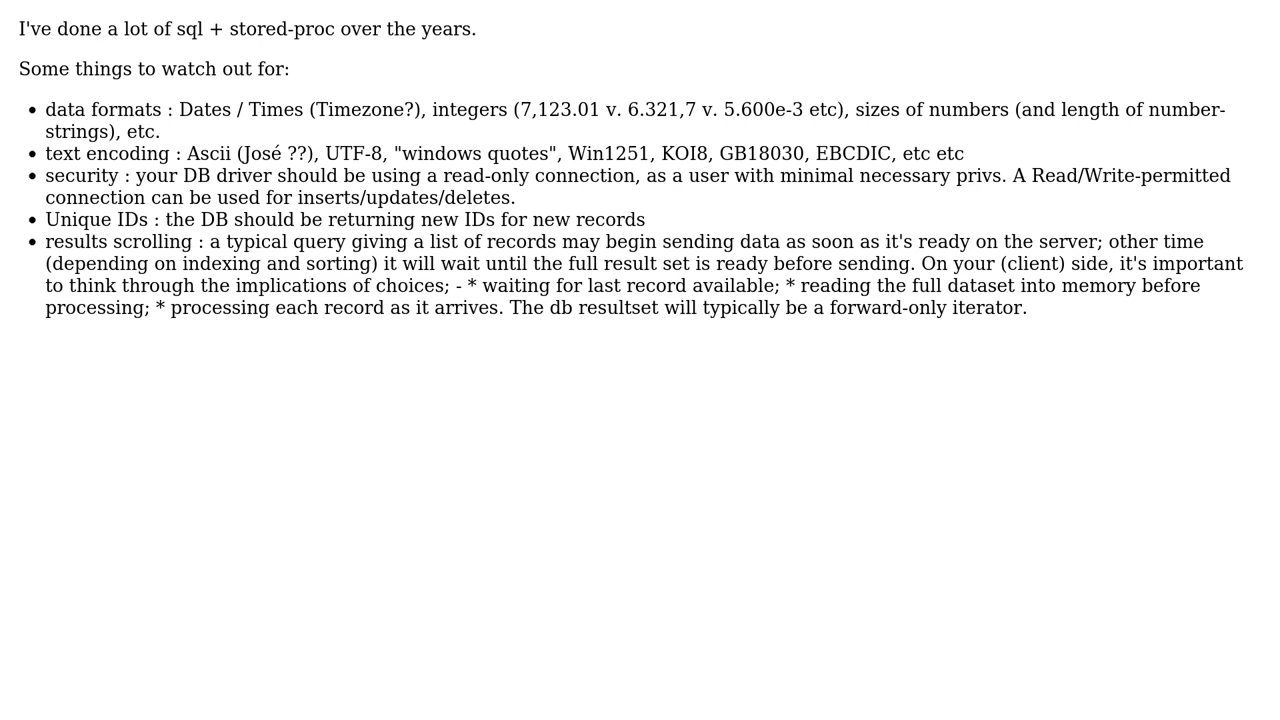 I've done a lot of sql + stored-proc over the years.
Some things to watch out for:
• data formats : Dates / Times (Timezone?), integers (7,123.01 v. 6.321,7 v. 5.600e-3 etc), sizes of numbers (and length of number-
strings), etc.
• text encoding : Ascii (José ??), UTF-8, "windows quotes", Win1251, KOI8, GB18030, EBCDIC, etc etc
• security : your DB driver should be using a read-only connection, as a user with minimal necessary privs. A Read/Write-permitted
connection can be used for inserts/updates/deletes.
• Unique IDs : the DB should be returning new IDs for new records
• results scrolling : a typical query giving a list of records may begin sending data as soon as it's ready on the server; other time
(depending on indexing and sorting) it will wait until the full result set is ready before sending. On your (client) side, it's important
to think through the implications of choices; - * waiting for last record available; * reading the full dataset into memory before
processing; * processing each record as it arrives. The db resultset will typically be a forward-only iterator.